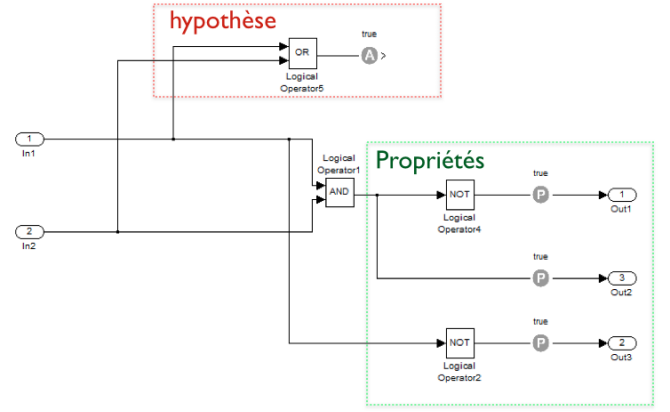 hypothèse
true
OR
A
Logical
Operator5
1
In1
Propriétés
Logical
Operator1
true
AND
NOT
P
1
Logical
Operator4
Out1
2
In2
true
P
3
Out2
true
NOT
P
2
Logical
Operator2
Out3